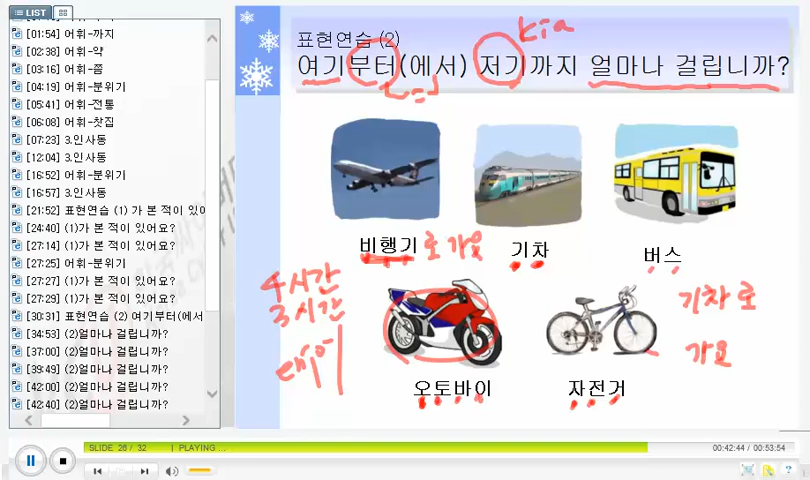 LIST
[01:54] 어휘-까지
[02:38] 어휘-약
[03:16] 어휘-쯤
[04:19] 어휘-분위기
[05:41] 어휘-전통
[06:08] 어휘-찻집
[07:23] 3.인사동
[12:04] 3.인사동
[16:52] 어휘-분위기
[16:57] 3.인사동
[21:52] 표현연습 (1) 가 본 적이 있어
[24:40] (1)가 본 적이 있어요?
[27:14] (1)가 본 적이 있어요?
[27:25] 어휘-분위기
[27:27] (1)가 본 적이 있어요?
[27:29] (1)가 본 적이 있어요?
[30:31] 표현연습 (2) 여기부터(에서
[34:53] (2)얼마나 걸립니까?
[37:00] (2)얼마나 걸립니까?
[39:49] (2)얼마나 걸립니까?
[42:00] (2)얼마나 걸립니까?
[42:40] (2)얼마나 걸립니까?
표현연습 (2)
kia
여기부터(에서) 저기까지 얼마나 걸립니까?
비행기 로 가요
기차
버스
4시간
3시간
enjoy
기차로
가요
오토바이
자전거
SLIDE 26 / 32 | PLAYING ...
00:42:44 / 00:53:54